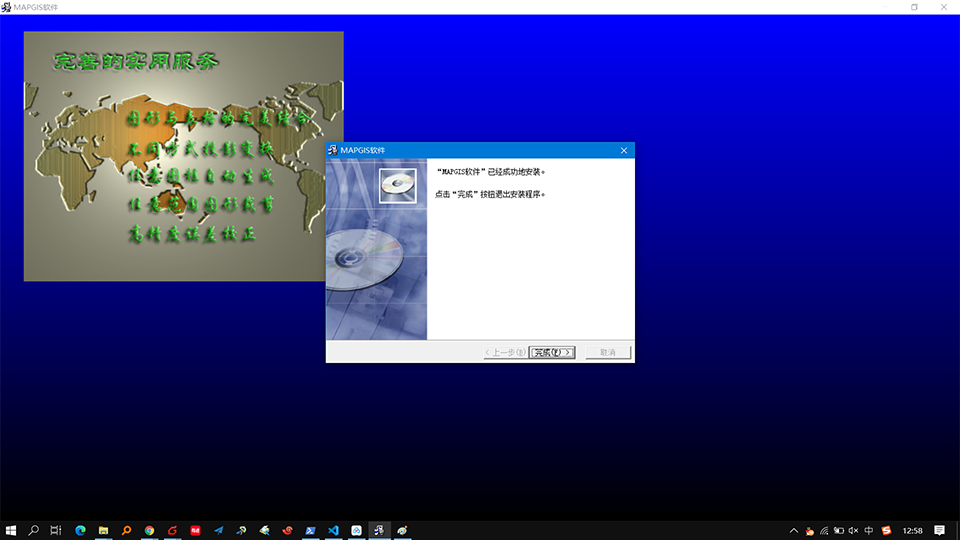 MAPGIS软件
完善的实用服务
图形与表格的完美结合
不同方式投影变换
任意图框自动生成
任意范围图形裁剪
高精度误差校正
MAPGIS软件
“MAPGIS软件”已经成功地安装。
点击“完成”按钮退出安装程序。
< 上一步(B) 完成(F) > 取消
中 12:58